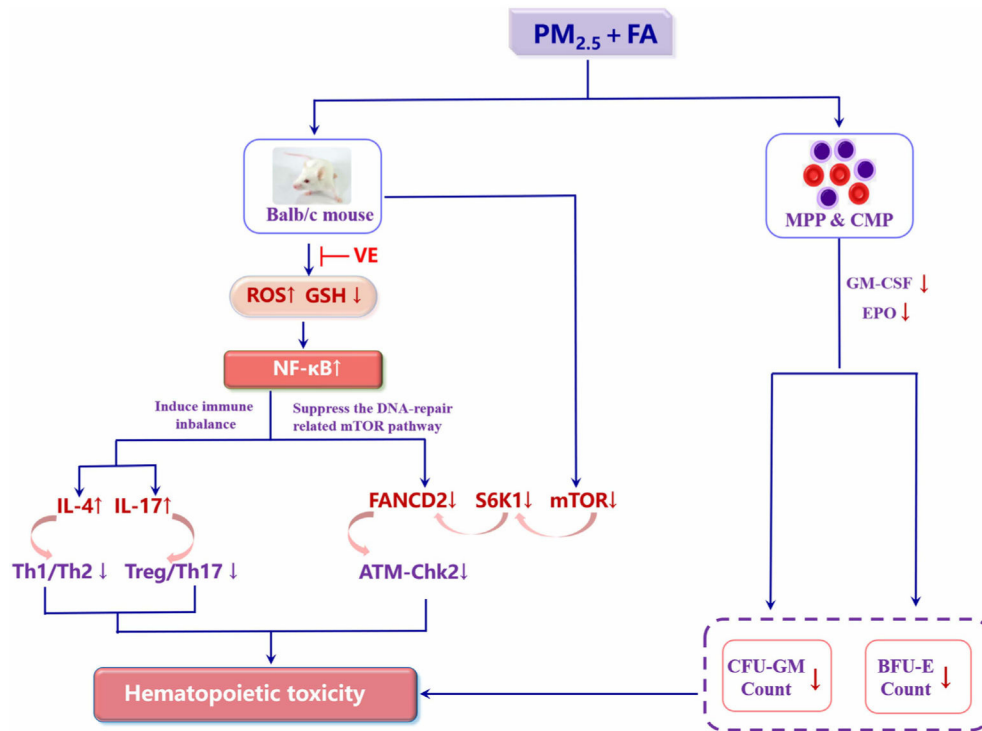 PM2.5 + FA
Balb/c mouse
MPP & CMP
VE
ROS↑ GSH ↓
GM-CSF ↓
EPO ↓
NF-κB↑
Induce immune
inbalance
Suppress the DNA-repair
related mTOR pathway
IL-4↑ IL-17↑
FANCD2↓ S6K1↓ mTOR↓
Th1/Th2 ↓ Treg/Th17 ↓
ATM-Chk2↓
CFU-GM
Count ↓
BFU-E
Count ↓
Hematopoietic toxicity